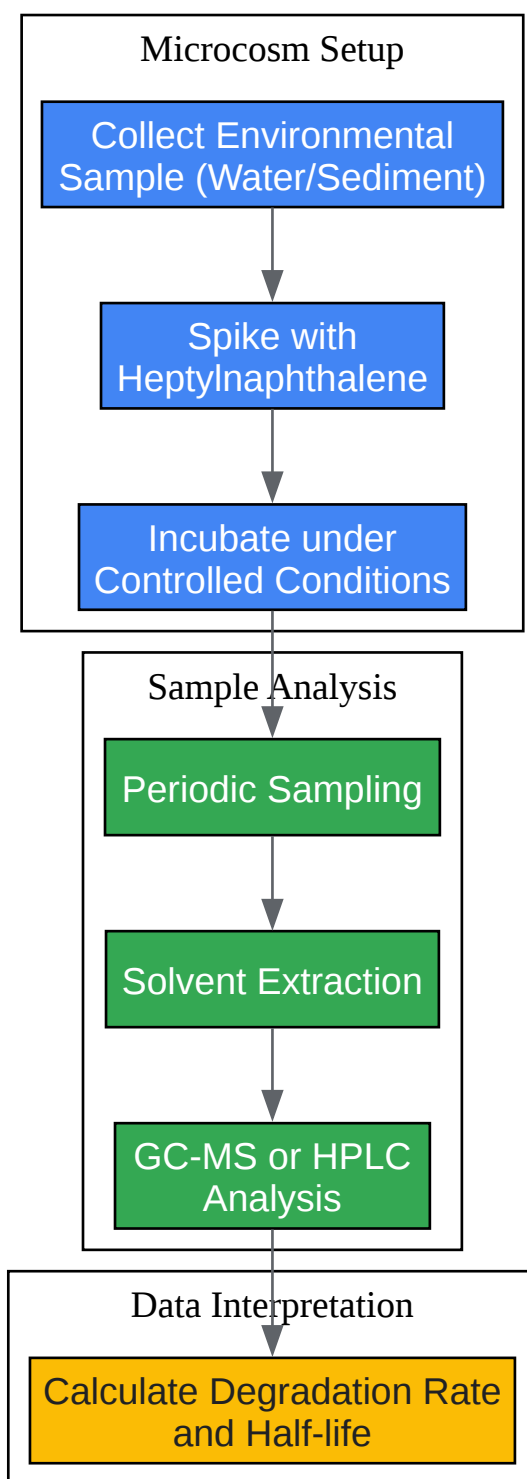 Microcosm Setup
Collect Environmental
Sample (Water/Sediment)
Spike with
Heptylnaphthalene
Incubate under
Controlled Conditions
Sample Analysis
Periodic Sampling
Solvent Extraction
GC-MS or HPLC
Analysis
Data Interpretation
Calculate Degradation Rate
and Half-life